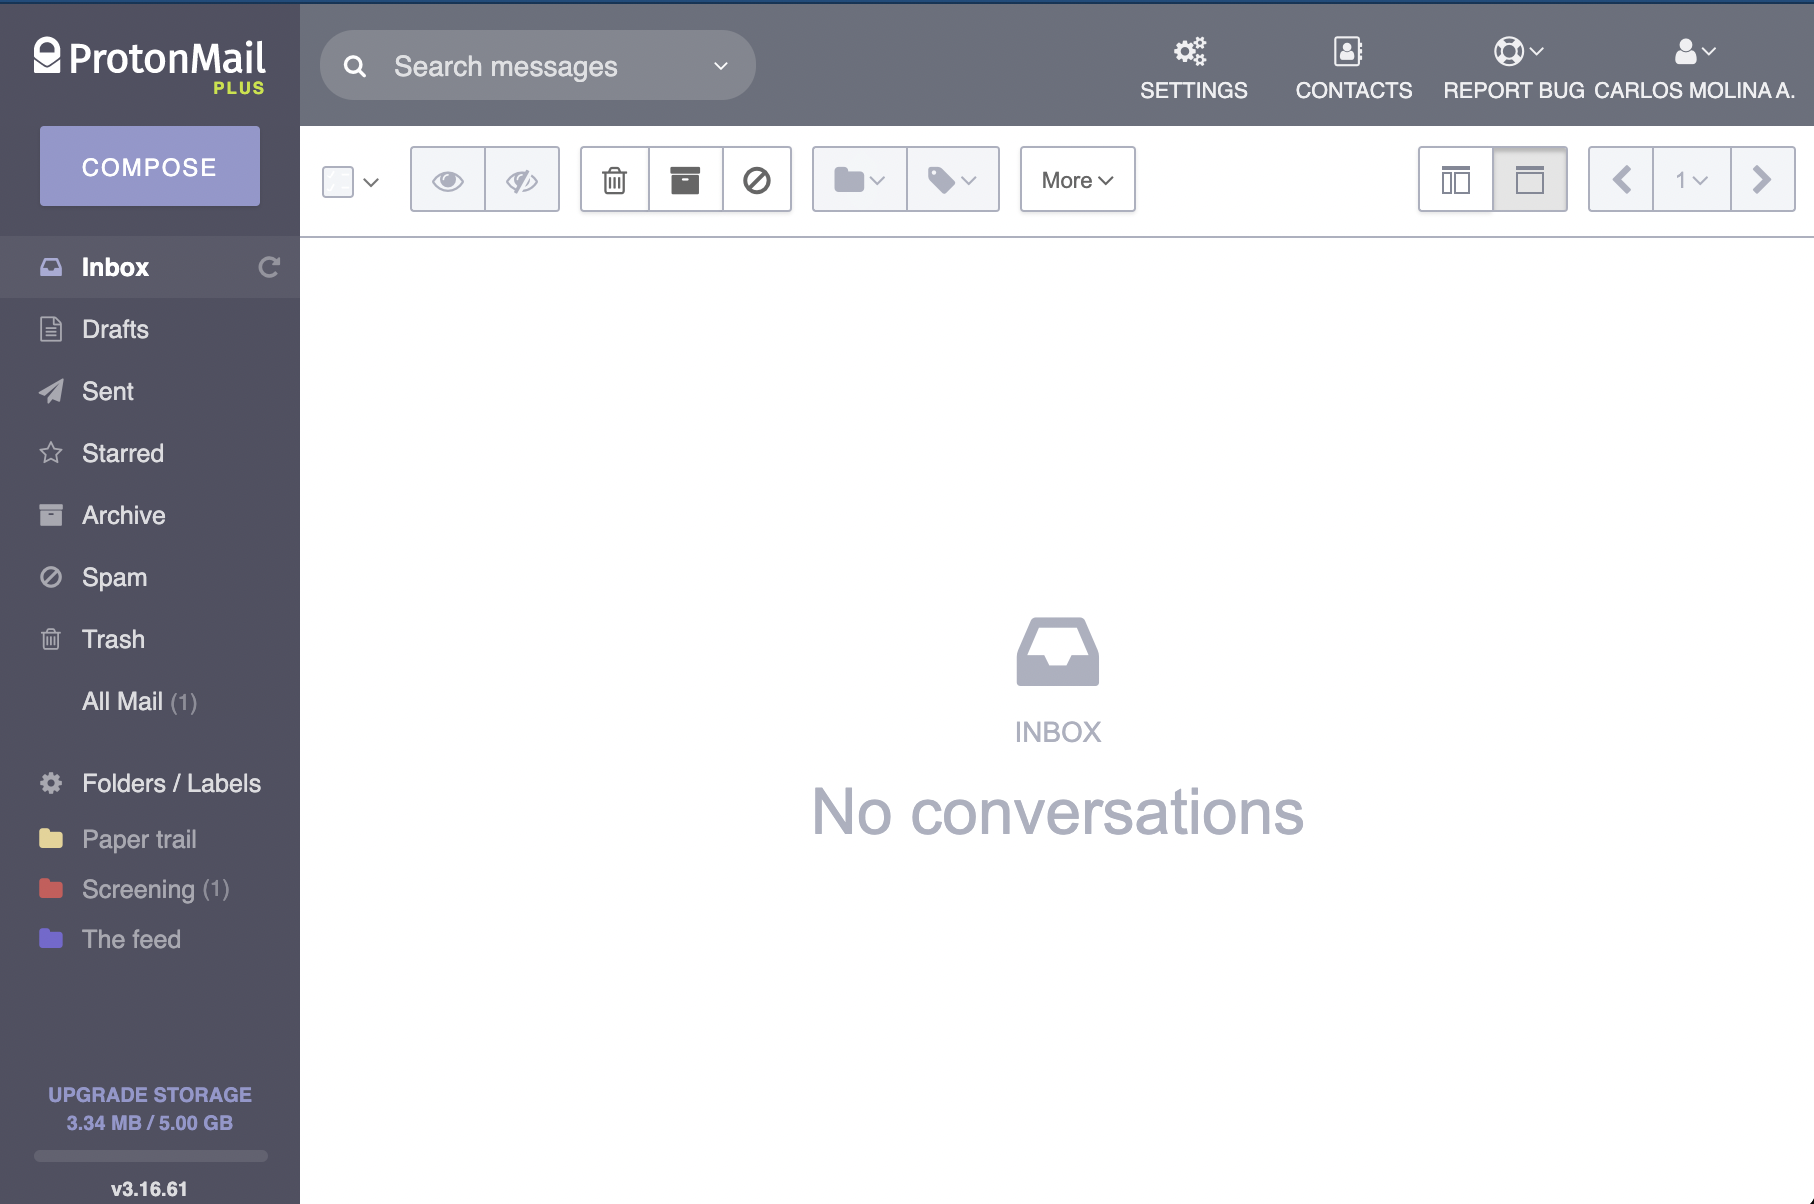 ProtonMail
PLUS
Search messages
SETTINGS
CONTACTS
REPORT BUG
CARLOS MOLINA A.
COMPOSE
More
1
Inbox
Drafts
Sent
Starred
Archive
Spam
Trash
All Mail (1)
Folders / Labels
Paper trail
Screening (1)
The feed
UPGRADE STORAGE
3.34 MB / 5.00 GB
v3.16.61
INBOX
No conversations